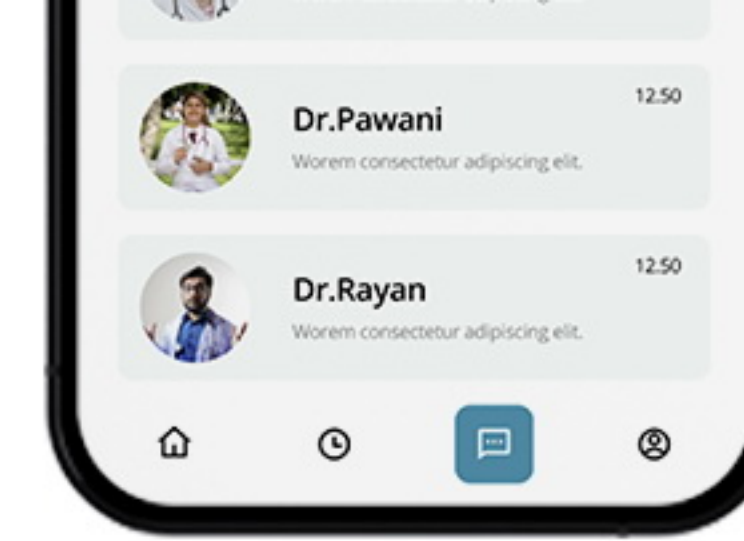 Dr.Pawani
12.50
Worem consectetur adipiscing elit.
Dr.Rayan
12.50
Worem consectetur adipiscing elit.